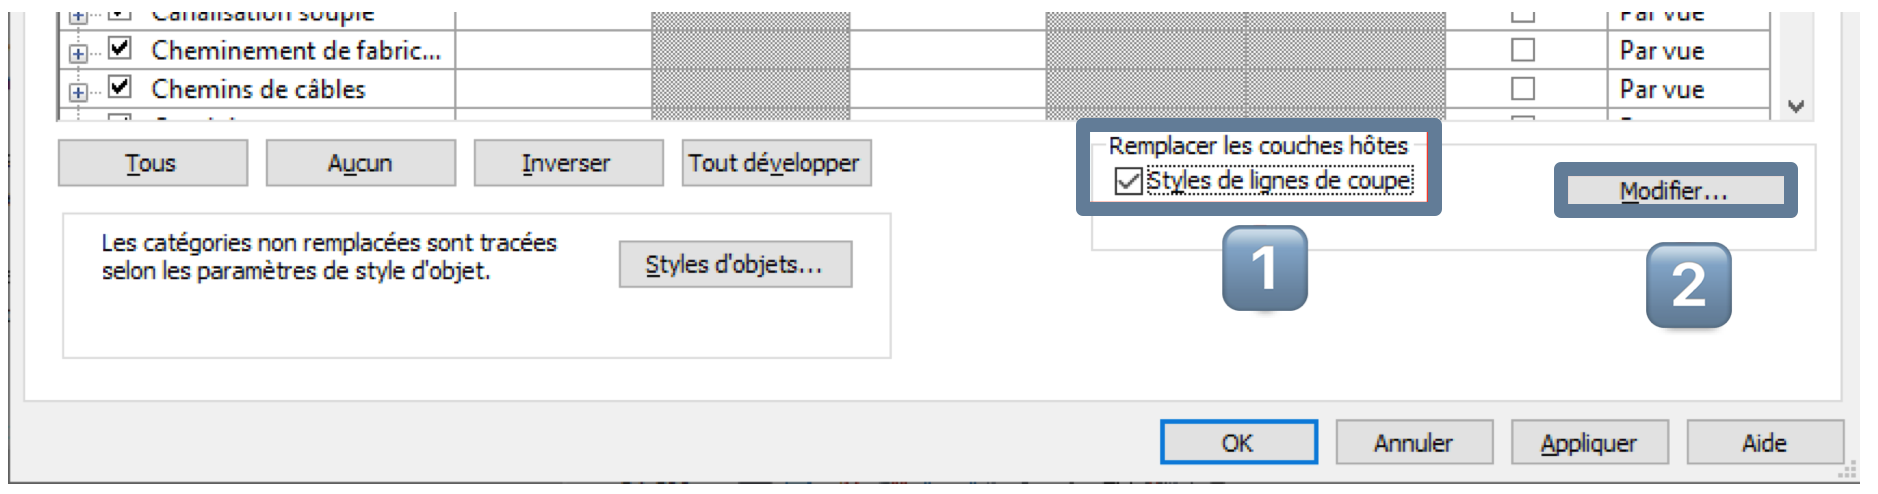 Canalisation souple Par vue
Cheminement de fabric... Par vue
Chemins de câbles Par vue
Tous Aucun Inverser Tout développer
Remplacer les couches hôtes
Styles de lignes de coupe
Modifier...
Les catégories non remplacées sont tracées
selon les paramètres de style d'objet.
Styles d'objets...
1
2
OK Annuler Appliquer Aide